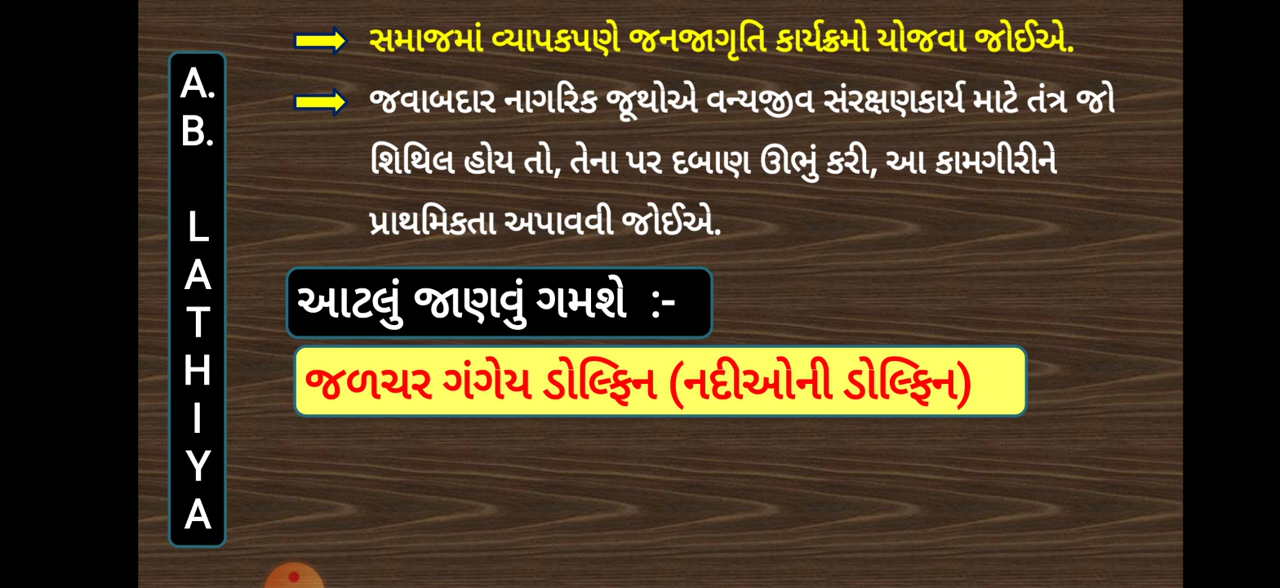 સમાજમાં વ્યાપકપણે જનજાગૃતિ કાર્યક્રમો યોજવા જોઈએ.
જવાબદાર નાગરિક જૂથોએ વન્યજીવ સંરક્ષણકાર્ય માટે તંત્ર જો
શિથિલ હોય તો, તેના પર દબાણ ઊભું કરી, આ કામગીરીને
પ્રાથમિકતા અપાવવી જોઈએ.
આટલું જાણવું ગમશે :-
જળચર ગંગેય ડોલ્ફિન (નદીઓની ડોલ્ફિન)
A.
B.
L
A
T
H
I
Y
A